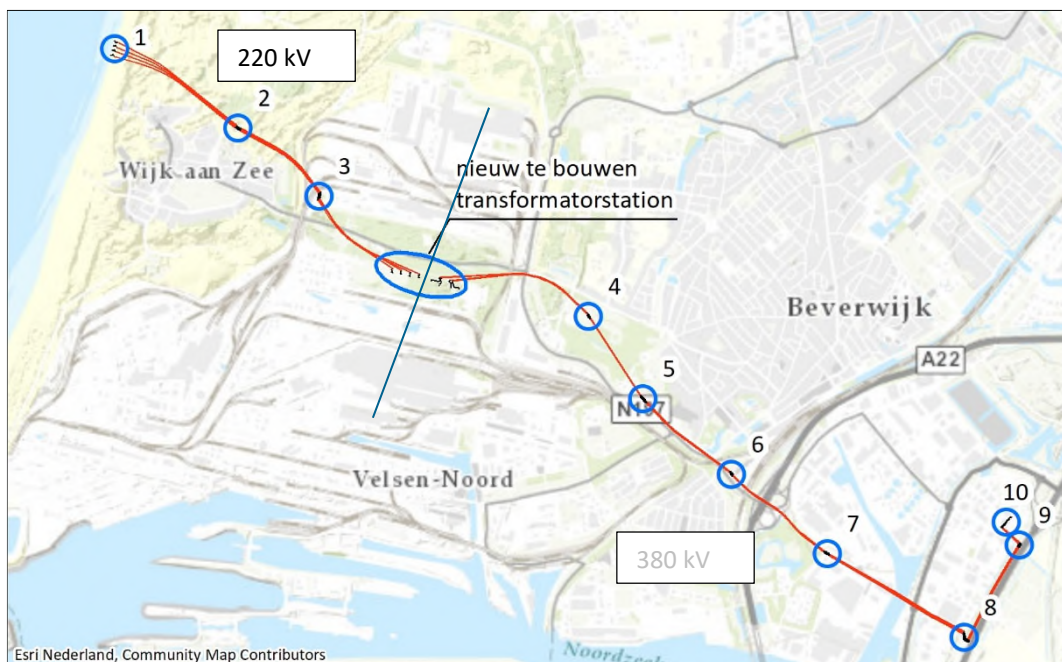 1
220 kV
2
Wijk aan Zee
3
nieuw te bouwen
transformatorstation
4
Beverwijk
A22
5
N197
6
Velsen-Noord
10
9
7
380 kV
8
Noordzee
Esri Nederland, Community Map Contributors